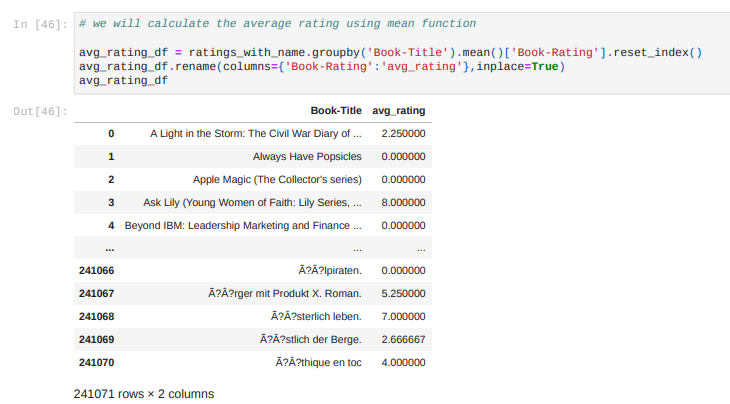 In [46]: # we will calculate the average rating using mean function
avg_rating_df = ratings_with_name.groupby('Book-Title').mean()['Book-Rating'].reset_index()
avg_rating_df.rename(columns={'Book-Rating':'avg_rating'},inplace=True)
avg_rating_df
Out[46]:
Book-Title avg_rating
0 A Light in the Storm: The Civil War Diary of ... 2.250000
1 Always Have Popsicles 0.000000
2 Apple Magic (The Collector's series) 0.000000
3 Ask Lily (Young Women of Faith: Lily Series, ... 8.000000
4 Beyond IBM: Leadership Marketing and Finance ... 0.000000
... ... ...
241066 Ã?Â?lpiraten. 0.000000
241067 Ã?Â?rger mit Produkt X. Roman. 5.250000
241068 Ã?Â?sterlich leben. 7.000000
241069 Ã?Â?stlich der Berge. 2.666667
241070 Ã?Â?thique en toc 4.000000
241071 rows × 2 columns